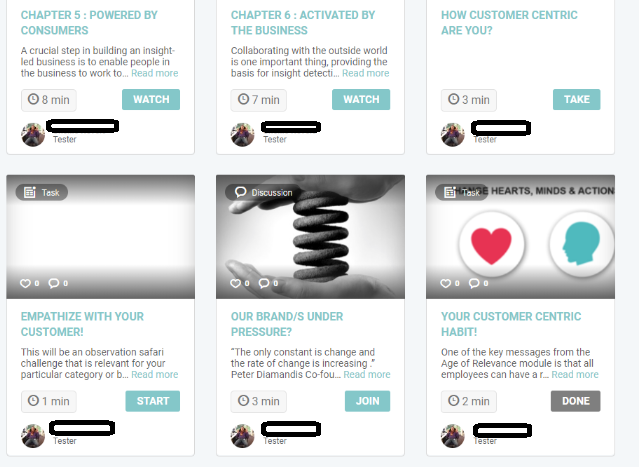 CHAPTER 5 : POWERED BY
CONSUMERS
A crucial step in building an insight-
led business is to enable people in
the business to work to... Read more
8 min
WATCH
Tester
CHAPTER 6 : ACTIVATED BY
THE BUSINESS
Collaborating with the outside world
is one important thing, providing the
basis for insight detecti... Read more
7 min
WATCH
Tester
HOW CUSTOMER CENTRIC
ARE YOU?
3 min
TAKE
Tester
Task
0 0
EMPATHIZE WITH YOUR
CUSTOMER!
This will be an observation safari
challenge that is relevant for your
particular category or b... Read more
1 min
START
Tester
Discussion
0 0
OUR BRAND/S UNDER
PRESSURE?
“The only constant is change and
the rate of change is increasing .”
Peter Diamandis Co-fou... Read more
3 min
JOIN
Tester
Task
HEARTS, MINDS & ACTION
0 0
YOUR CUSTOMER CENTRIC
HABIT!
One of the key messages from the
Age of Relevance module is that all
employees can have a r... Read more
2 min
DONE
Tester